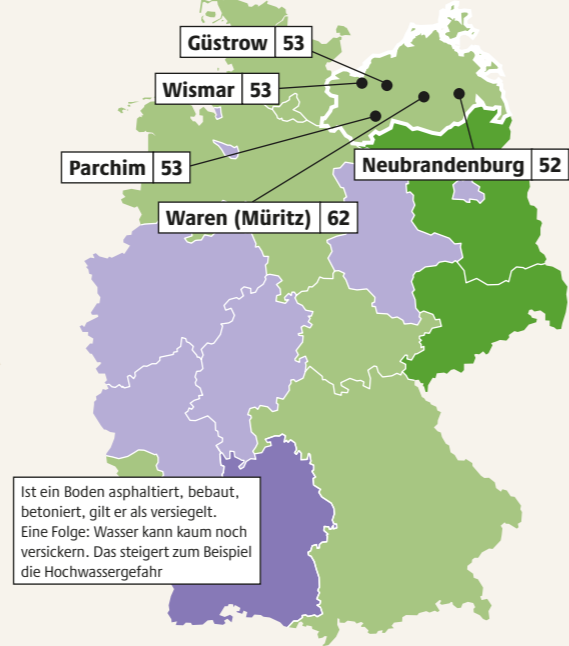 Güstrow 53
Wismar 53
Parchim 53
Neubrandenburg 52
Waren (Müritz) 62
Ist ein Boden asphaltiert, bebaut,
betoniert, gilt er als versiegelt.
Eine Folge: Wasser kann kaum noch
versickern. Das steigert zum Beispiel
die Hochwassergefahr